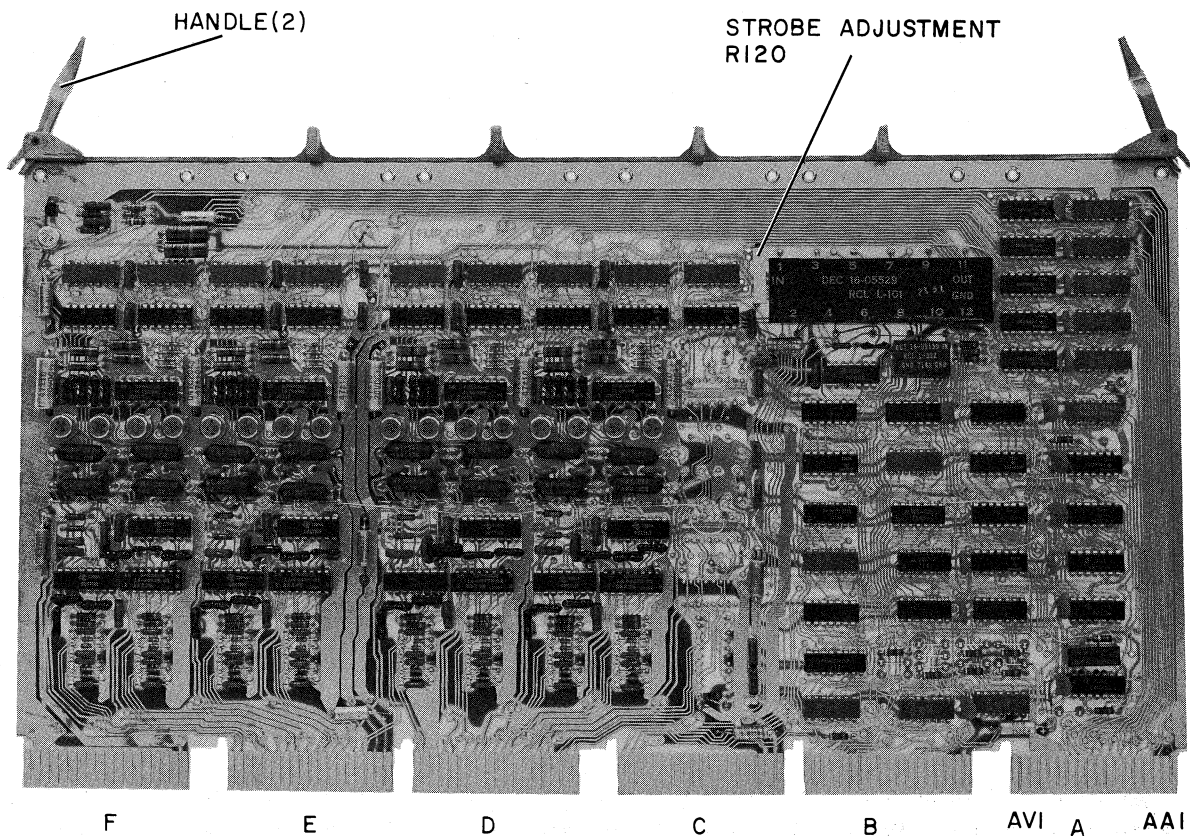 HANDLE(2)
STROBE ADJUSTMENT
R120
1 3 5 7 9 11
IN DEC 16-05529 OUT
RCL L-101 GND
2 4 6 8 10 12
F E D C B AV1 A AA1